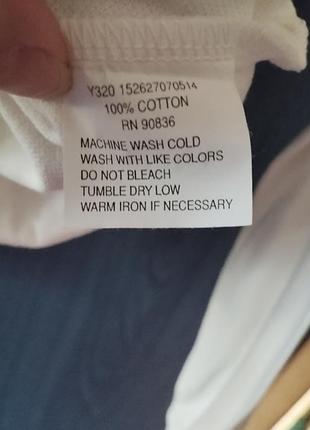 Y320 152627070514
100% COTTON
RN 90836
MACHINE WASH COLD
WASH WITH LIKE COLORS
DO NOT BLEACH
TUMBLE DRY LOW
WARM IRON IF NECESSARY